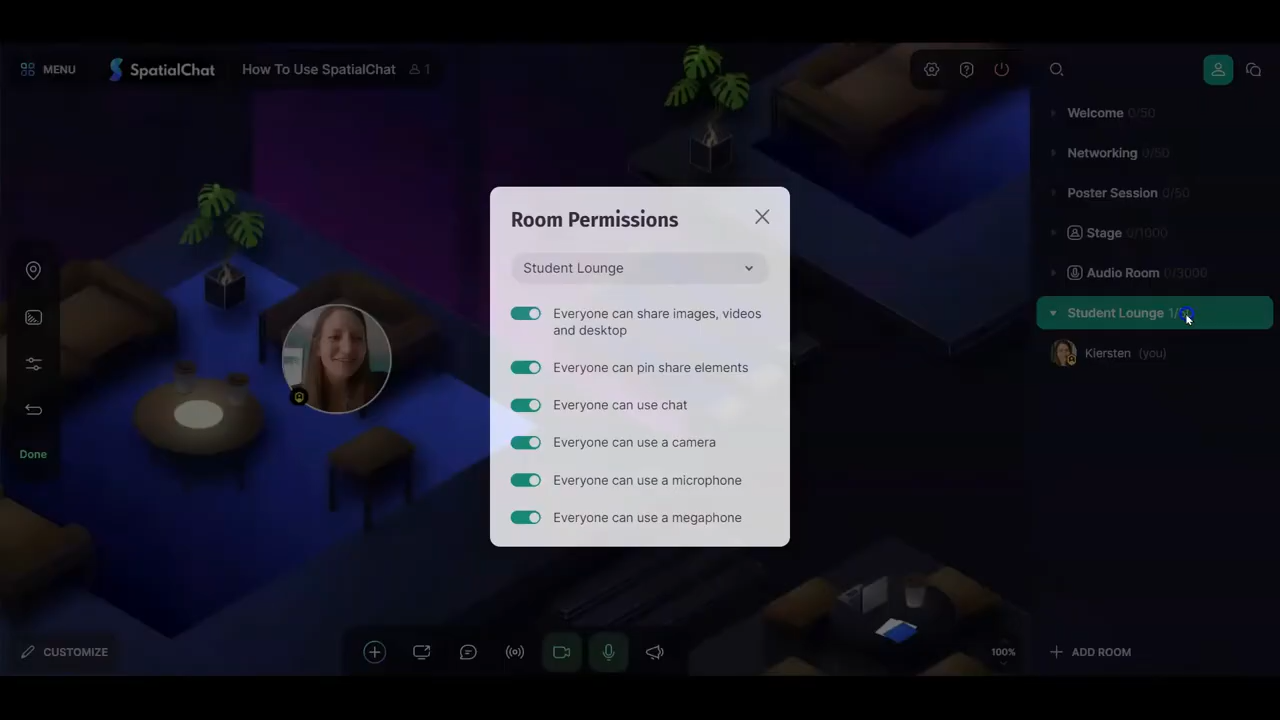 MENU
SpatialChat
How To Use SpatialChat 1
Welcome 0/50
Networking 0/50
Poster Session 0/50
Stage 0/1000
Audio Room 0/3000
Student Lounge 1/
Kiersten (you)
Room Permissions
Student Lounge
Everyone can share images, videos
and desktop
Everyone can pin share elements
Everyone can use chat
Everyone can use a camera
Everyone can use a microphone
Everyone can use a megaphone
Done
CUSTOMIZE
100%
ADD ROOM